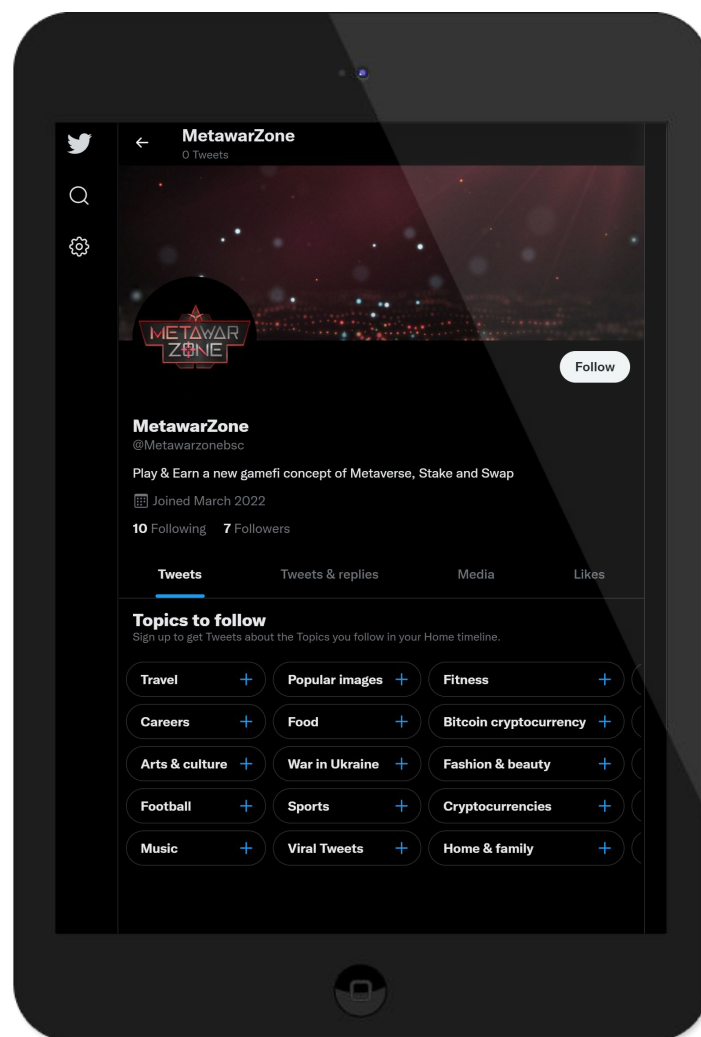 MetawarZone
0 Tweets
METAWAR
ZONE
Follow
MetawarZone
@Metawarzonebsc
Play & Earn a new gamefi concept of Metaverse, Stake and Swap
Joined March 2022
10 Following 7 Followers
Tweets Tweets & replies Media Likes
Topics to follow
Sign up to get Tweets about the Topics you follow in your Home timeline.
Travel + Popular images + Fitness +
Careers + Food + Bitcoin cryptocurrency +
Arts & culture + War in Ukraine + Fashion & beauty +
Football + Sports + Cryptocurrencies +
Music + Viral Tweets + Home & family +